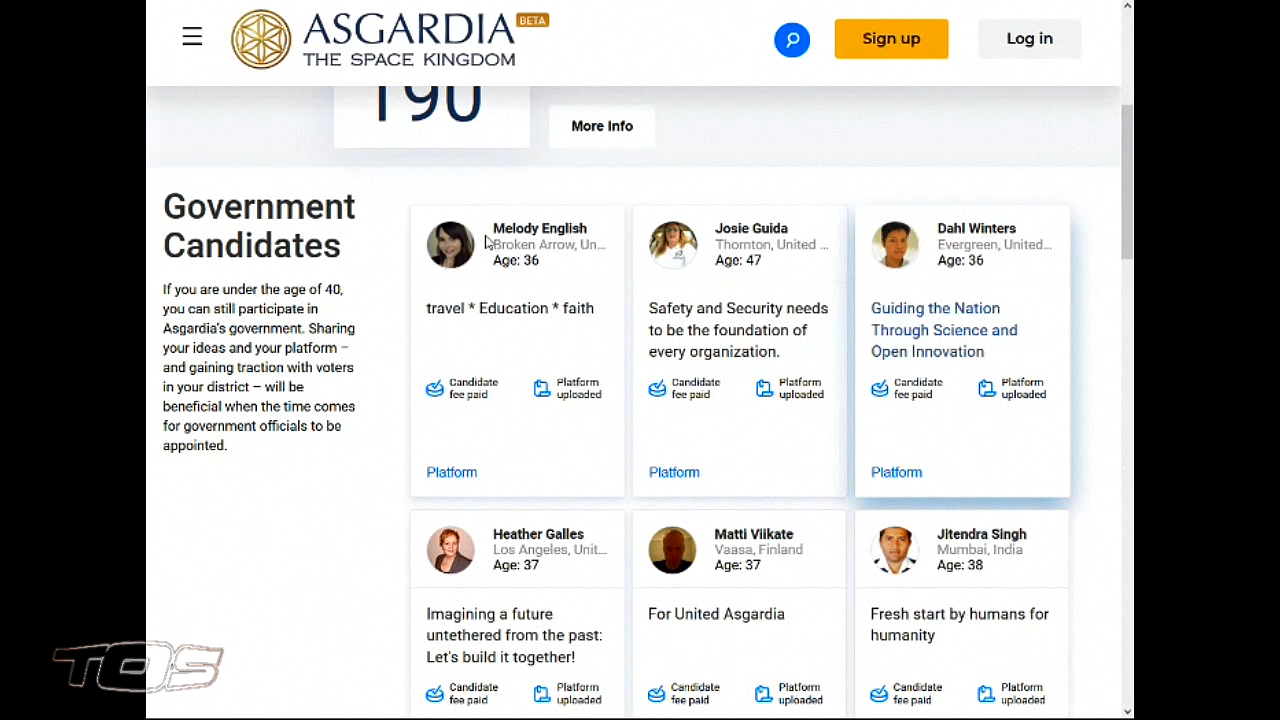 ASGARDIA BETA
THE SPACE KINGDOM
Sign up
Log in
190
More Info
Government
Candidates
If you are under the age of 40,
you can still participate in
Asgardia's government. Sharing
your ideas and your platform –
and gaining traction with voters
in your district – will be
beneficial when the time comes
for government officials to be
appointed.
Melody English
Broken Arrow, Un...
Age: 36
travel * Education * faith
Candidate
fee paid
Platform
uploaded
Platform
Josie Guida
Thornton, United ...
Age: 47
Safety and Security needs
to be the foundation of
every organization.
Candidate
fee paid
Platform
uploaded
Platform
Dahl Winters
Evergreen, United...
Age: 36
Guiding the Nation
Through Science and
Open Innovation
Candidate
fee paid
Platform
uploaded
Platform
Heather Galles
Los Angeles, Unit...
Age: 37
Imagining a future
untethered from the past:
Let's build it together!
Candidate
fee paid
Platform
uploaded
Matti Viikate
Vaasa, Finland
Age: 37
For United Asgardia
Candidate
fee paid
Platform
uploaded
Jitendra Singh
Mumbai, India
Age: 38
Fresh start by humans for
humanity
Candidate
fee paid
Platform
uploaded
TOS